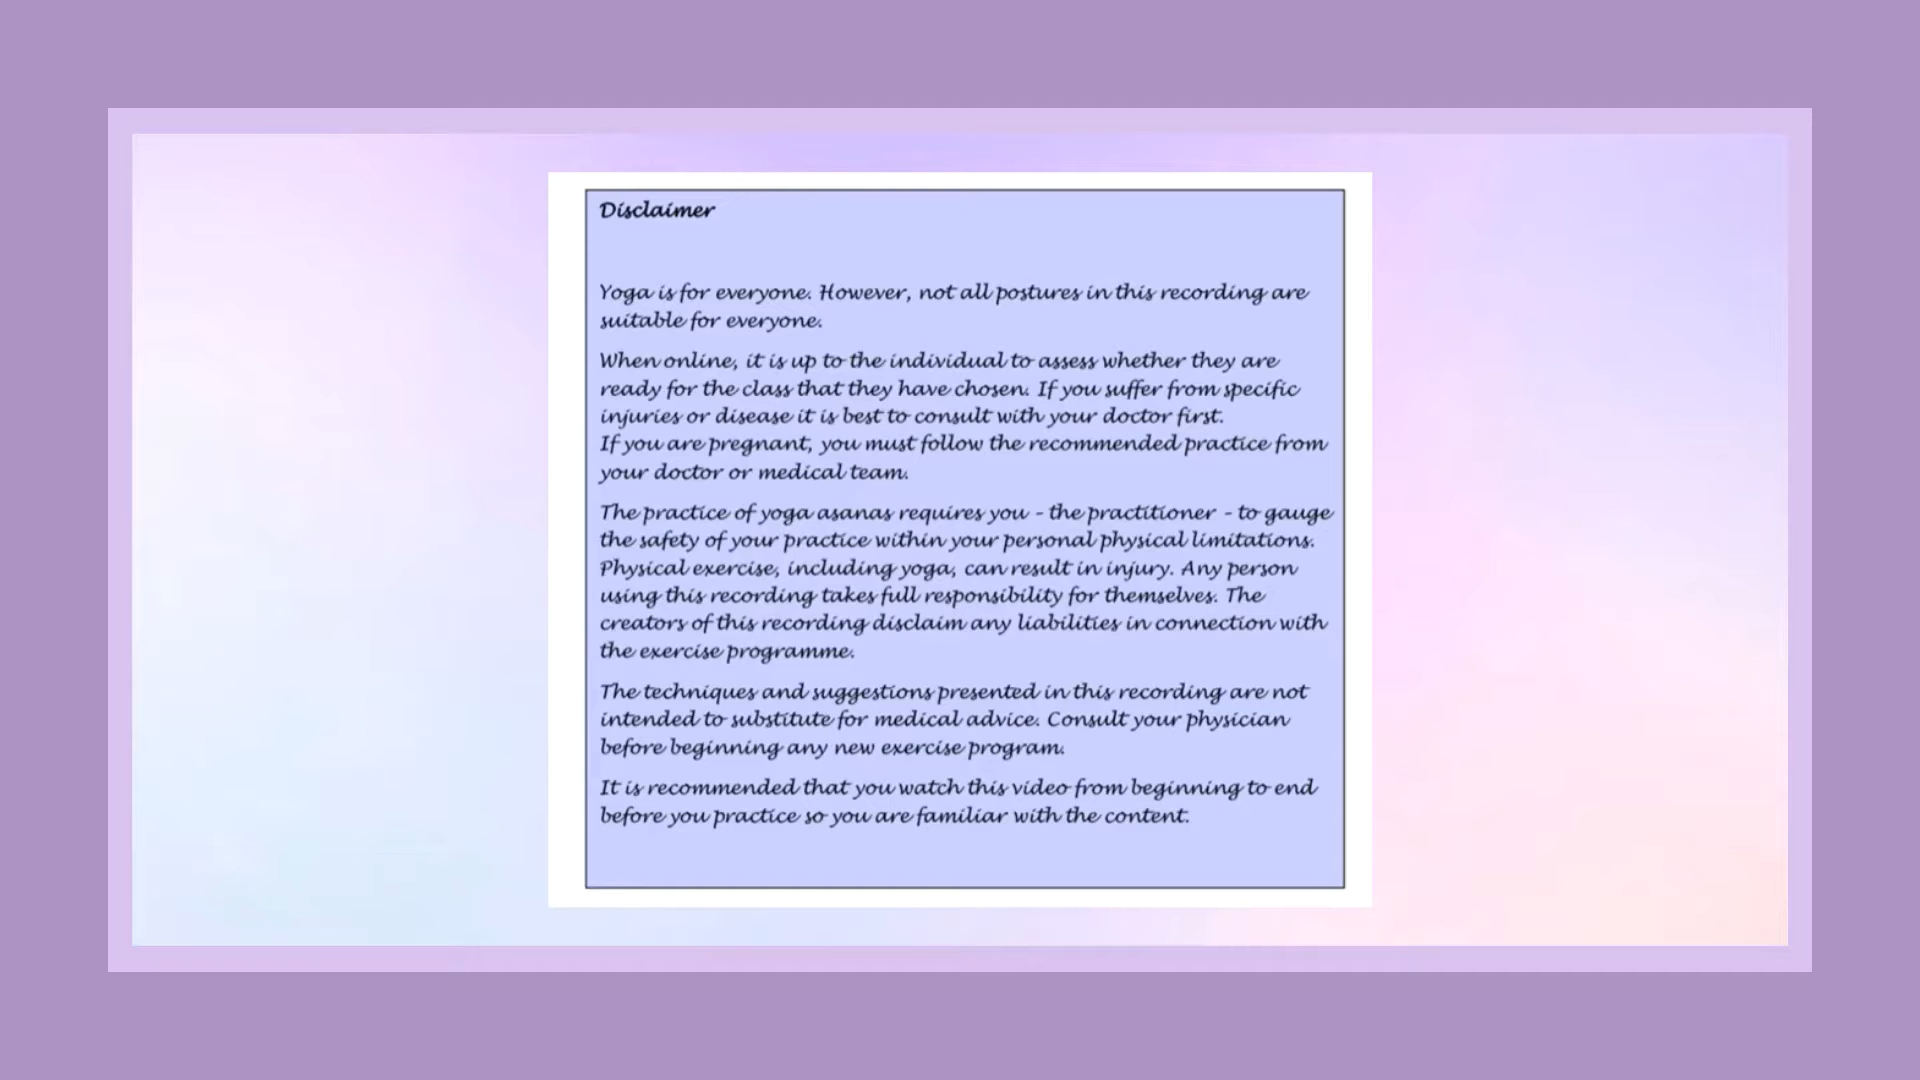 Disclaimer
Yoga is for everyone. However, not all postures in this recording are
suitable for everyone.
When online, it is up to the individual to assess whether they are
ready for the class that they have chosen. If you suffer from specific
injuries or disease it is best to consult with your doctor first.
If you are pregnant, you must follow the recommended practice from
your doctor or medical team.
The practice of yoga asanas requires you - the practitioner - to gauge
the safety of your practice within your personal physical limitations.
Physical exercise, including yoga, can result in injury. Any person
using this recording takes full responsibility for themselves. The
creators of this recording disclaim any liabilities in connection with
the exercise programme.
The techniques and suggestions presented in this recording are not
intended to substitute for medical advice. Consult your physician
before beginning any new exercise program.
It is recommended that you watch this video from beginning to end
before you practice so you are familiar with the content.